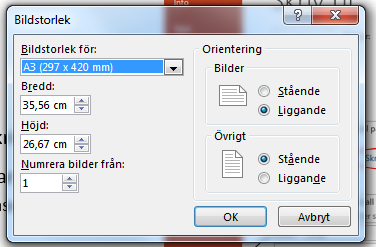 Info
Bildstorlek
Bildstorlek för:
A3 (297 x 420 mm)
Bredd:
35,56 cm
Höjd:
26,67 cm
Numrera bilder från:
1
Orientering
Bilder
Stående
Liggande
Övrigt
Stående
Liggande
OK
Avbryt